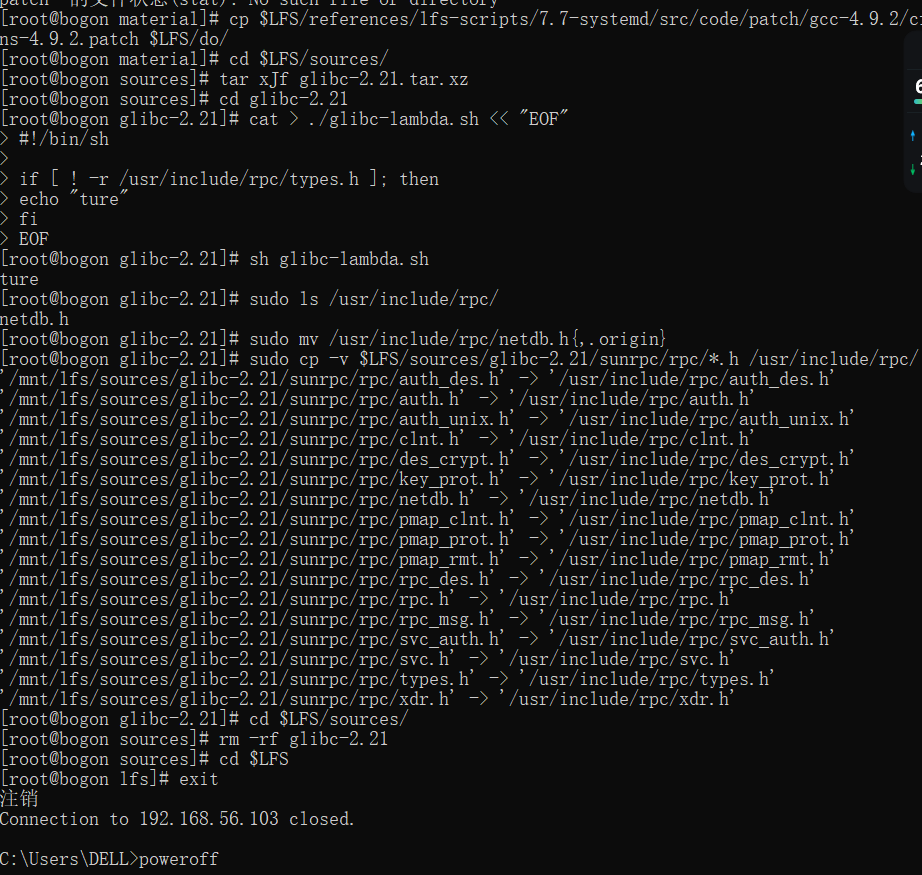 patch' 的文件状态(stat): No such file or directory
[root@bogon material]# cp $LFS/references/lfs-scripts/7.7-systemd/src/code/patch/gcc-4.9.2/c
ns-4.9.2.patch $LFS/do/
[root@bogon material]# cd $LFS/sources/
[root@bogon sources]# tar xJf glibc-2.21.tar.xz
[root@bogon sources]# cd glibc-2.21
[root@bogon glibc-2.21]# cat > ./glibc-lambda.sh << "EOF"
> #!/bin/sh
>
> if [ ! -r /usr/include/rpc/types.h ]; then
> echo "ture"
> fi
> EOF
[root@bogon glibc-2.21]# sh glibc-lambda.sh
ture
[root@bogon glibc-2.21]# sudo ls /usr/include/rpc/
netdb.h
[root@bogon glibc-2.21]# sudo mv /usr/include/rpc/netdb.h{,.origin}
[root@bogon glibc-2.21]# sudo cp -v $LFS/sources/glibc-2.21/sunrpc/rpc/*.h /usr/include/rpc/
'/mnt/lfs/sources/glibc-2.21/sunrpc/rpc/auth_des.h' -> '/usr/include/rpc/auth_des.h'
'/mnt/lfs/sources/glibc-2.21/sunrpc/rpc/auth.h' -> '/usr/include/rpc/auth.h'
'/mnt/lfs/sources/glibc-2.21/sunrpc/rpc/auth_unix.h' -> '/usr/include/rpc/auth_unix.h'
'/mnt/lfs/sources/glibc-2.21/sunrpc/rpc/clnt.h' -> '/usr/include/rpc/clnt.h'
'/mnt/lfs/sources/glibc-2.21/sunrpc/rpc/des_crypt.h' -> '/usr/include/rpc/des_crypt.h'
'/mnt/lfs/sources/glibc-2.21/sunrpc/rpc/key_prot.h' -> '/usr/include/rpc/key_prot.h'
'/mnt/lfs/sources/glibc-2.21/sunrpc/rpc/netdb.h' -> '/usr/include/rpc/netdb.h'
'/mnt/lfs/sources/glibc-2.21/sunrpc/rpc/pmap_clnt.h' -> '/usr/include/rpc/pmap_clnt.h'
'/mnt/lfs/sources/glibc-2.21/sunrpc/rpc/pmap_prot.h' -> '/usr/include/rpc/pmap_prot.h'
'/mnt/lfs/sources/glibc-2.21/sunrpc/rpc/pmap_rmt.h' -> '/usr/include/rpc/pmap_rmt.h'
'/mnt/lfs/sources/glibc-2.21/sunrpc/rpc/rpc_des.h' -> '/usr/include/rpc/rpc_des.h'
'/mnt/lfs/sources/glibc-2.21/sunrpc/rpc/rpc.h' -> '/usr/include/rpc/rpc.h'
'/mnt/lfs/sources/glibc-2.21/sunrpc/rpc/rpc_msg.h' -> '/usr/include/rpc/rpc_msg.h'
'/mnt/lfs/sources/glibc-2.21/sunrpc/rpc/svc_auth.h' -> '/usr/include/rpc/svc_auth.h'
'/mnt/lfs/sources/glibc-2.21/sunrpc/rpc/svc.h' -> '/usr/include/rpc/svc.h'
'/mnt/lfs/sources/glibc-2.21/sunrpc/rpc/types.h' -> '/usr/include/rpc/types.h'
'/mnt/lfs/sources/glibc-2.21/sunrpc/rpc/xdr.h' -> '/usr/include/rpc/xdr.h'
[root@bogon glibc-2.21]# cd $LFS/sources/
[root@bogon sources]# rm -rf glibc-2.21
[root@bogon sources]# cd $LFS
[root@bogon lfs]# exit
注销
Connection to 192.168.56.103 closed.
C:\Users\DELL>poweroff